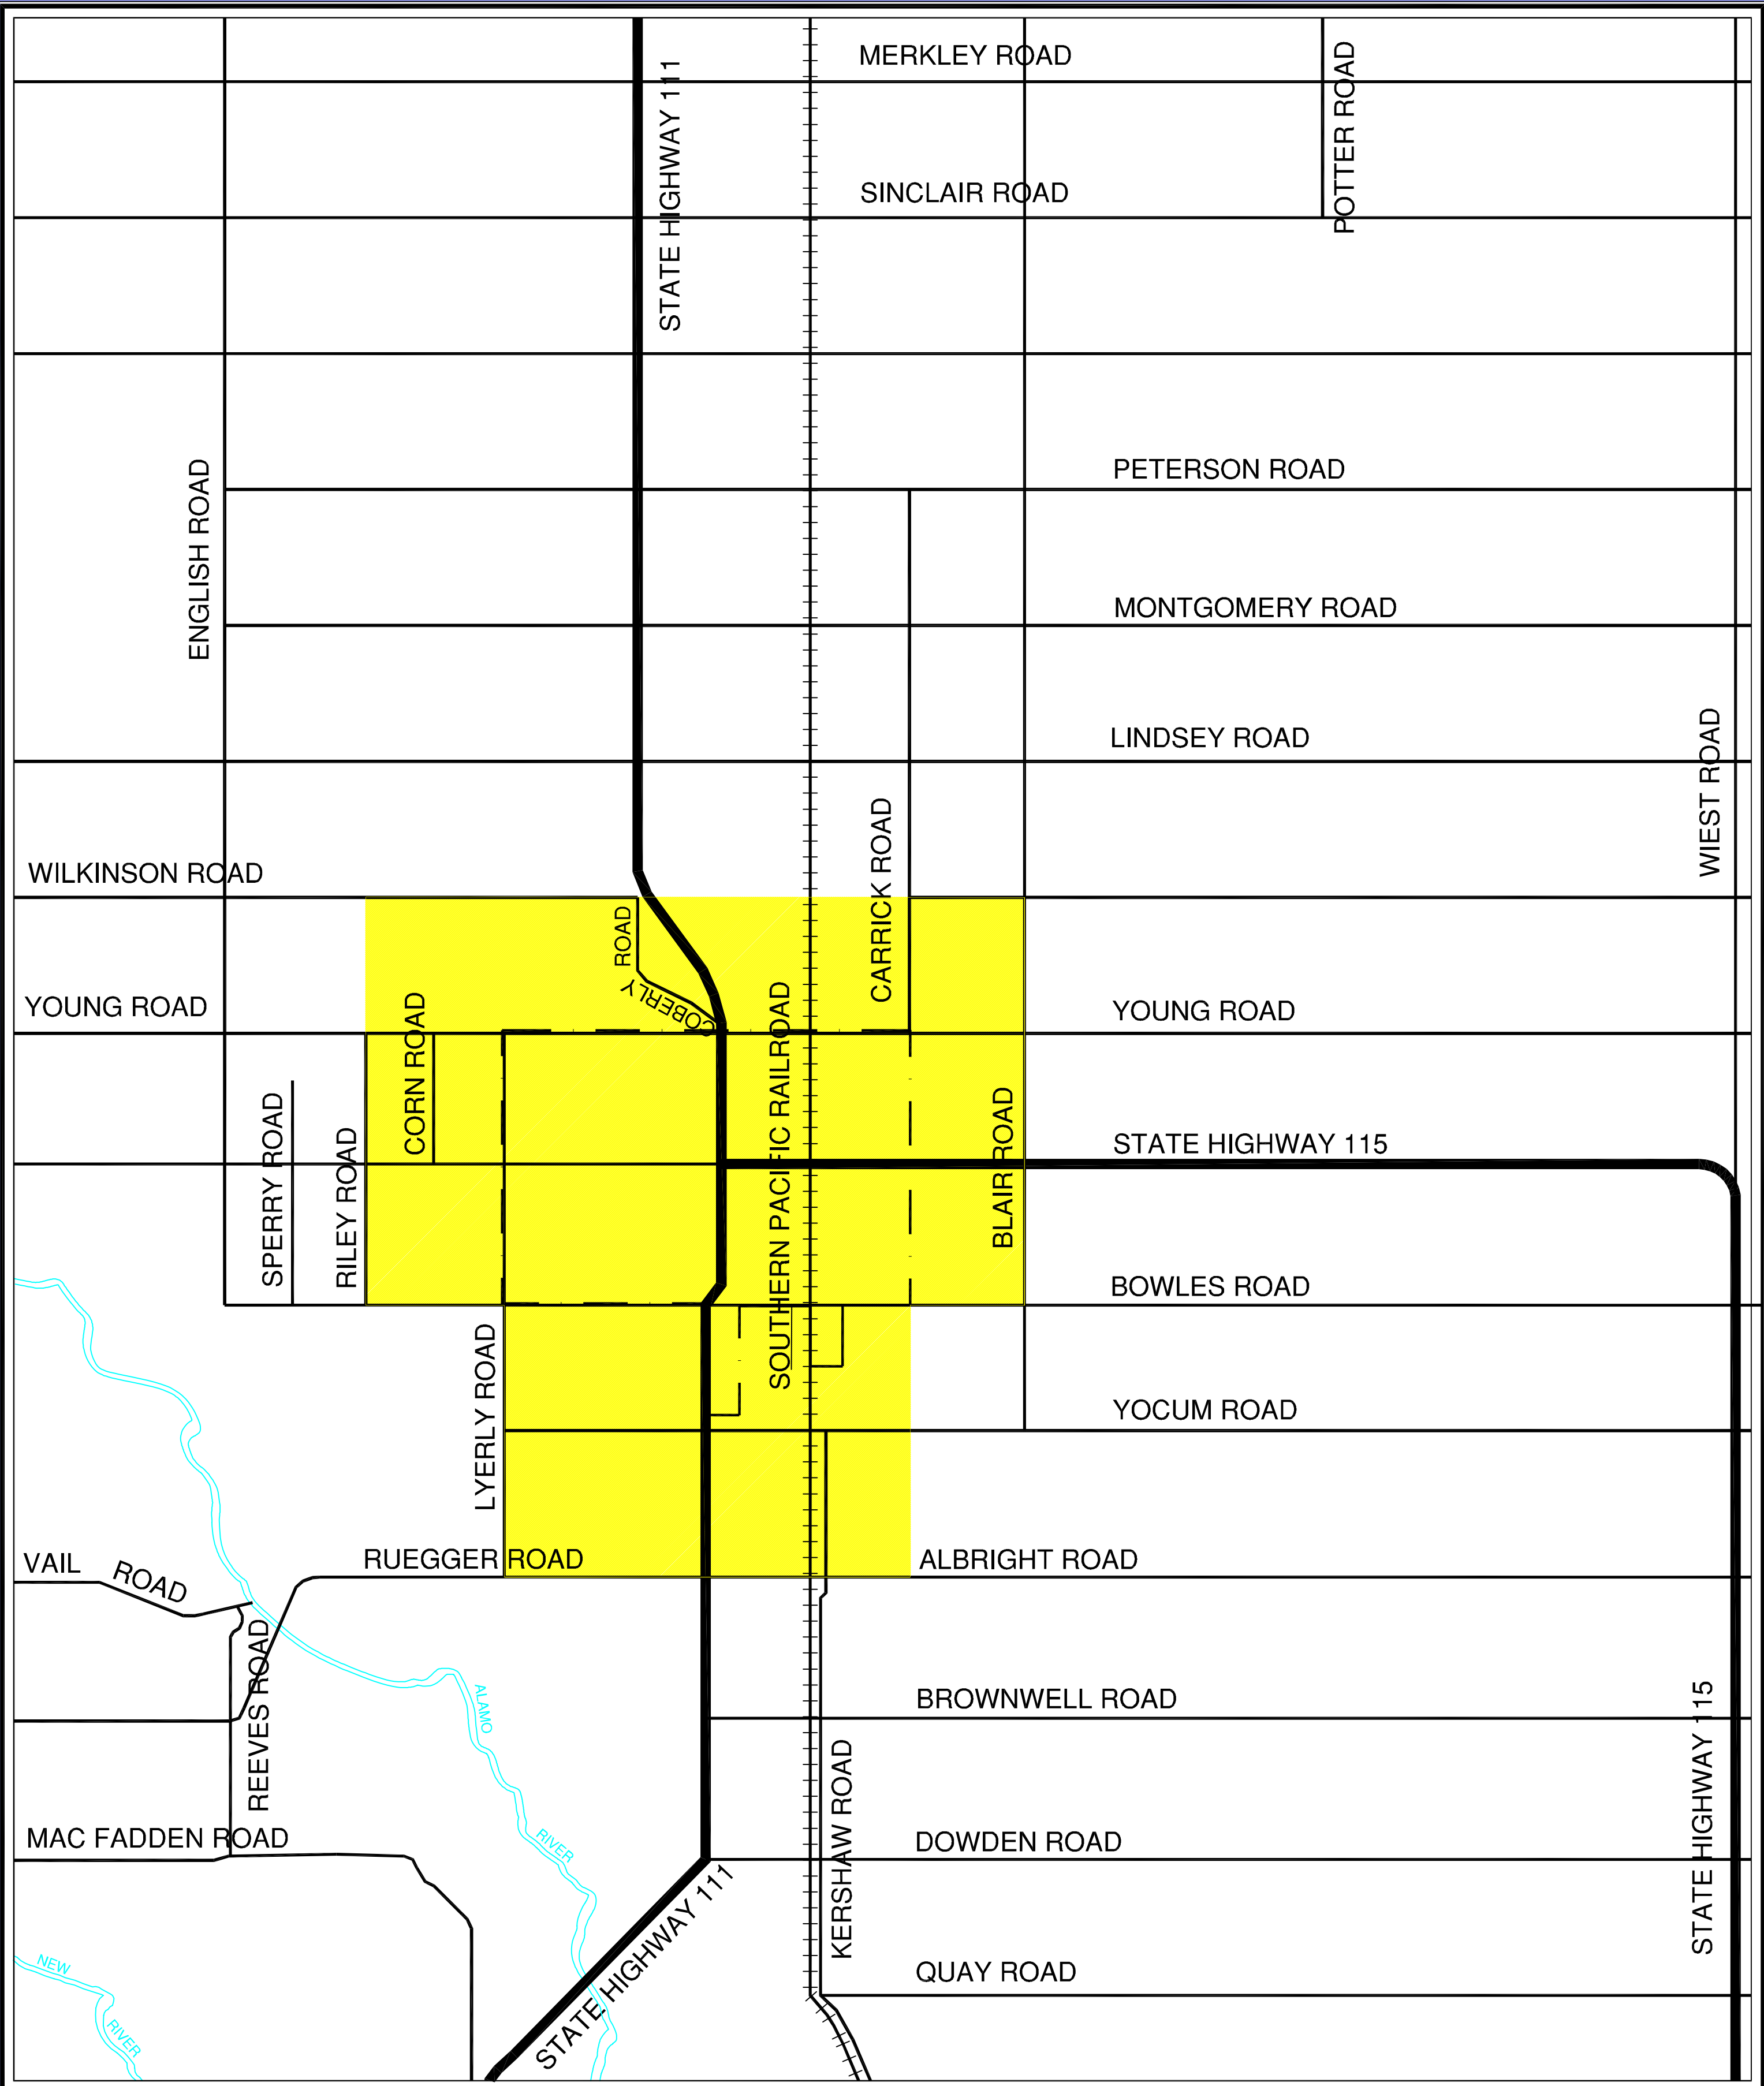 MERKLEY ROAD
STATE HIGHWAY 111
POTTER ROAD
SINCLAIR ROAD
ENGLISH ROAD
PETERSON ROAD
MONTGOMERY ROAD
LINDSEY ROAD
WIEST ROAD
WILKINSON ROAD
CARRICK ROAD
COBERLY ROAD
YOUNG ROAD
YOUNG ROAD
CORN ROAD
SOUTHERN PACIFIC RAILROAD
SPERRY ROAD
RILEY ROAD
BLAIR ROAD
STATE HIGHWAY 115
BOWLES ROAD
LYERLY ROAD
YOCUM ROAD
VAIL ROAD
RUEGGER ROAD
ALBRIGHT ROAD
REEVES ROAD
ALAMO RIVER
BROWNWELL ROAD
MAC FADDEN ROAD
KERSHAW ROAD
DOWDEN ROAD
STATE HIGHWAY 115
STATE HIGHWAY 111
NEW RIVER
QUAY ROAD